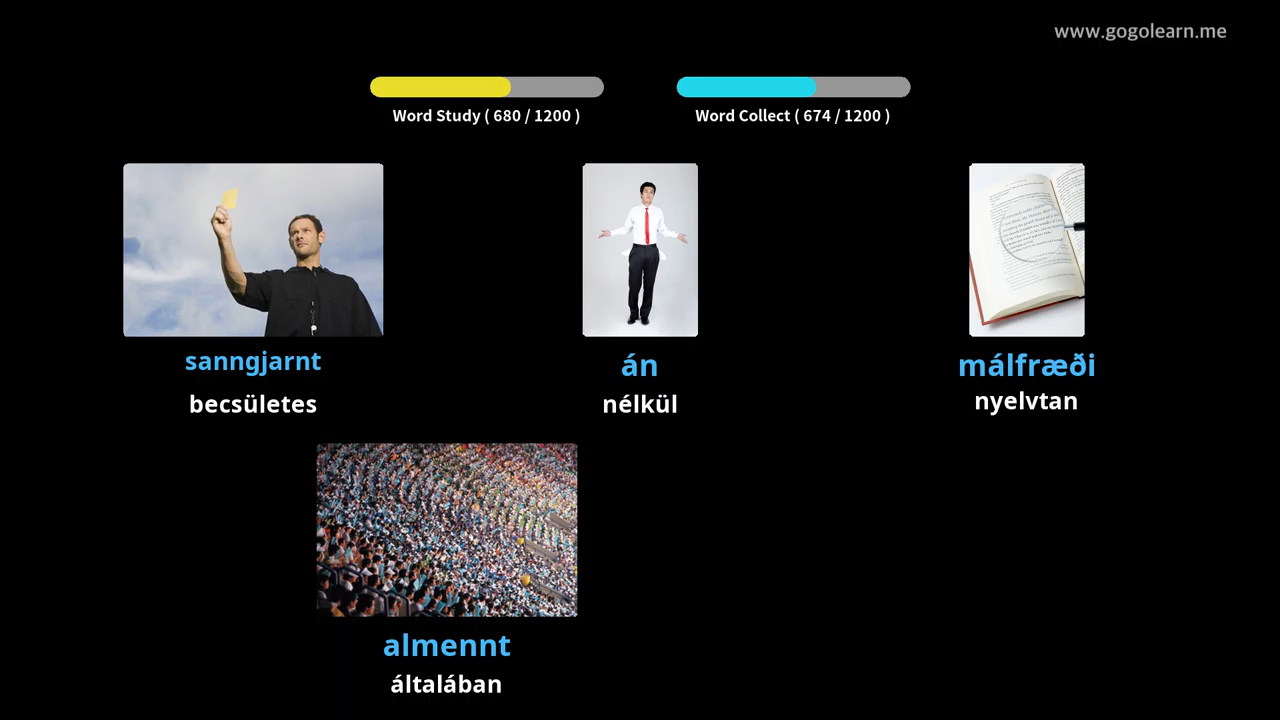 www.gogolearn.me
Word Study ( 680 / 1200 )
Word Collect ( 674 / 1200 )
sanngjarnt
becsületes
án
nélkül
málfræði
nyelvtan
almennt
általában